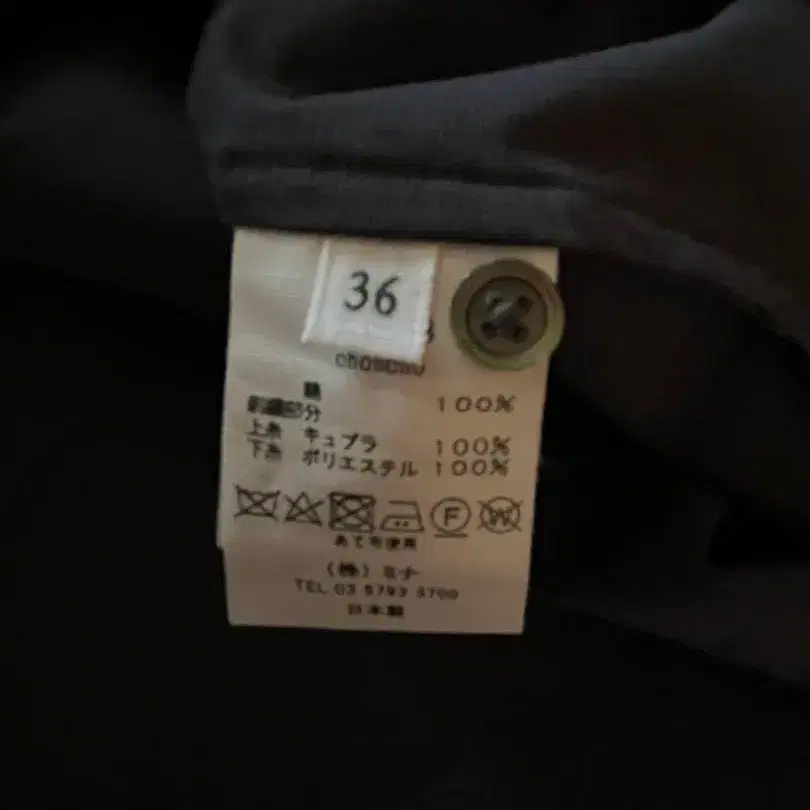 36
choucho
100%
刺繍部分
上糸 キュプラ 100%
下糸 ポリエステル 100%
F
W
あて布使用
(株)ミナ
TEL 03 5793 3700
日本製